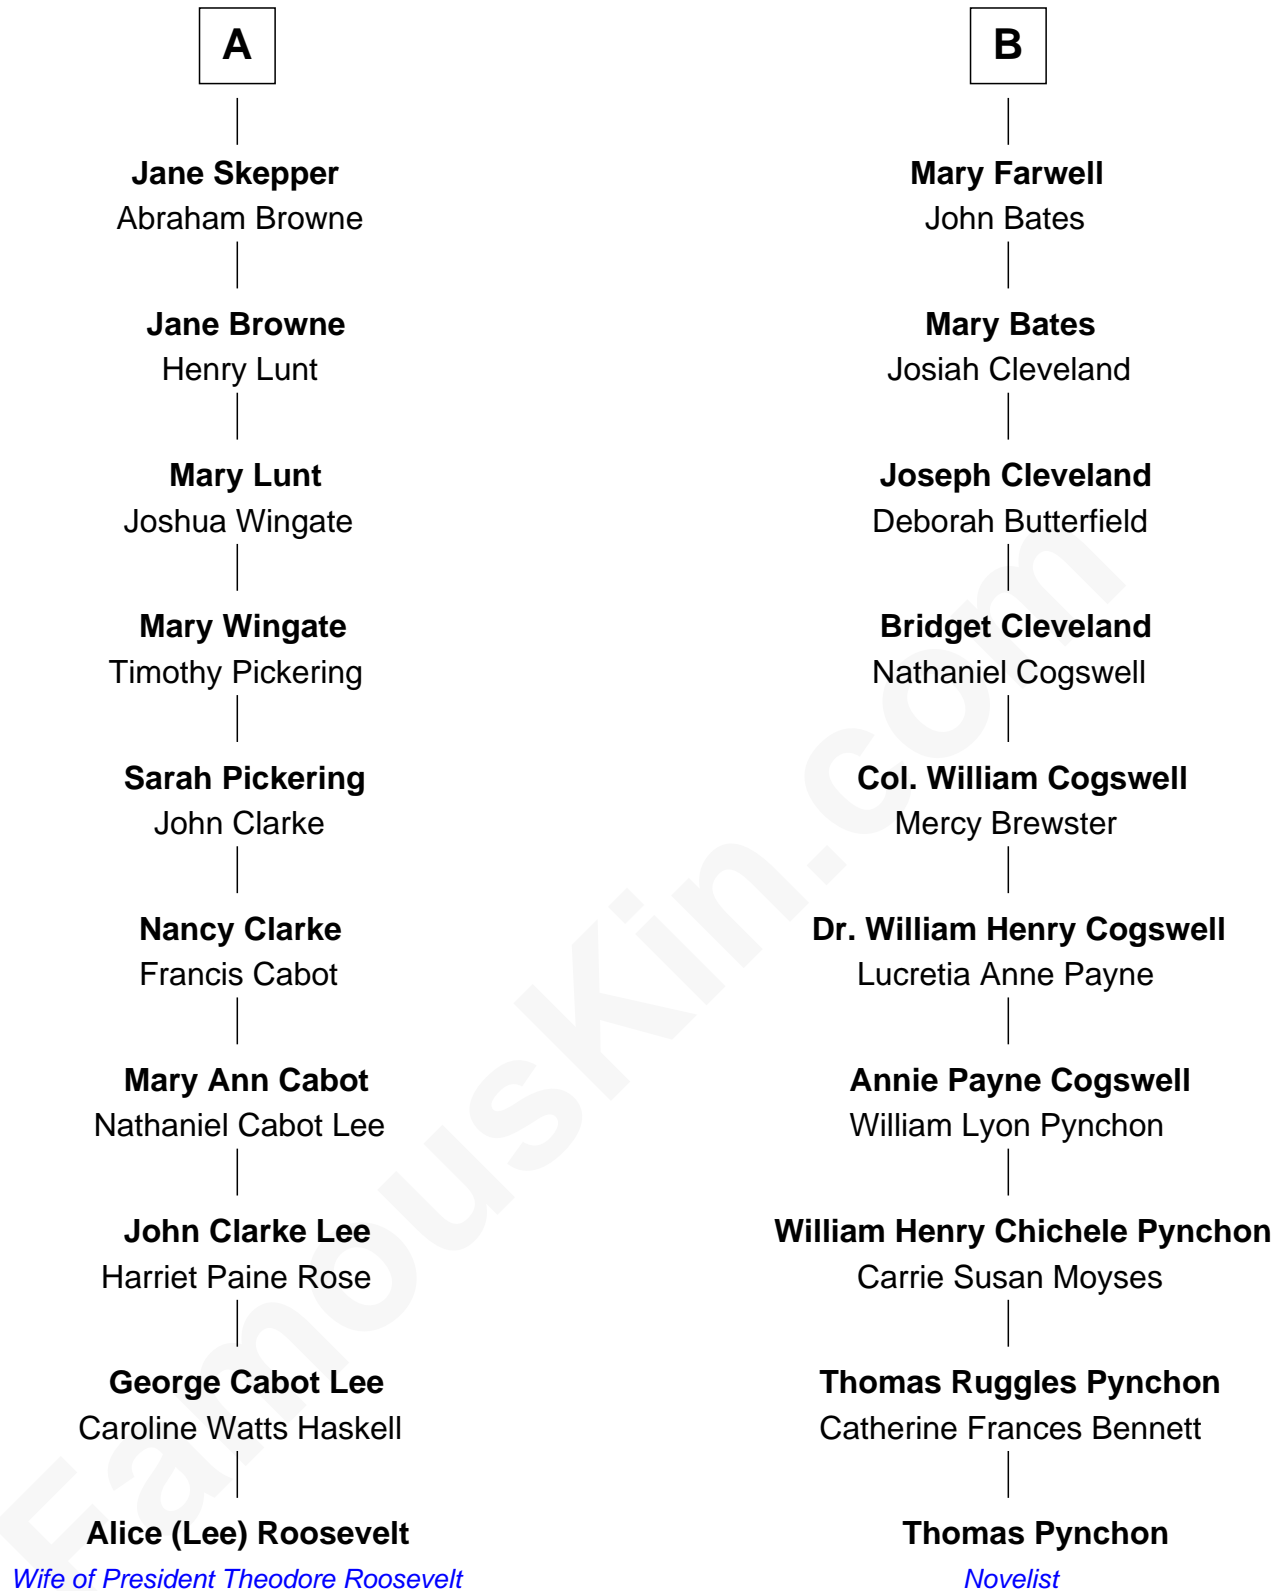 A
Jane Skepper
Abraham Browne
Jane Browne
Henry Lunt
Mary Lunt
Joshua Wingate
Mary Wingate
Timothy Pickering
Sarah Pickering
John Clarke
Nancy Clarke
Francis Cabot
Mary Ann Cabot
Nathaniel Cabot Lee
John Clarke Lee
Harriet Paine Rose
George Cabot Lee
Caroline Watts Haskell
Alice (Lee) Roosevelt
Wife of President Theodore Roosevelt
B
Mary Farwell
John Bates
Mary Bates
Josiah Cleveland
Joseph Cleveland
Deborah Butterfield
Bridget Cleveland
Nathaniel Cogswell
Col. William Cogswell
Mercy Brewster
Dr. William Henry Cogswell
Lucretia Anne Payne
Annie Payne Cogswell
William Lyon Pynchon
William Henry Chichele Pynchon
Carrie Susan Moyses
Thomas Ruggles Pynchon
Catherine Frances Bennett
Thomas Pynchon
Novelist
FamousKin.com